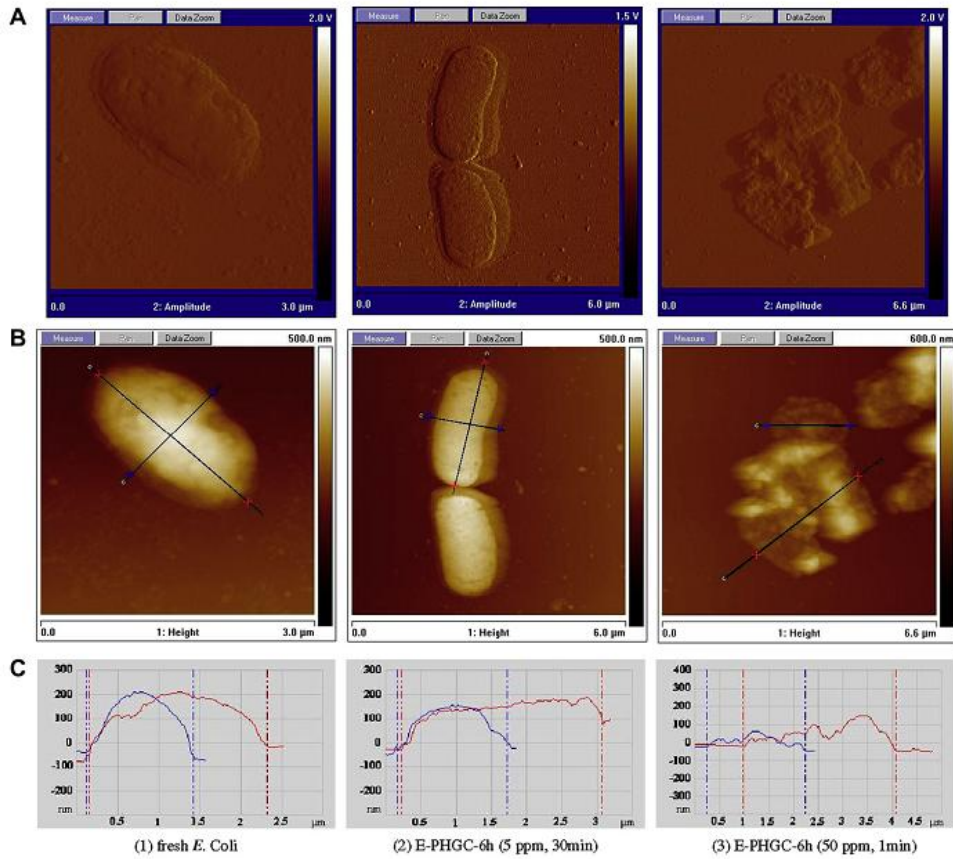 A
Measure Pan Data Zoom 2.0 V
0.0 2: Amplitude 3.0 µm
Measure Pan Data Zoom 1.5 V
0.0 2: Amplitude 6.0 µm
Measure Pan Data Zoom 2.0 V
0.0 2: Amplitude 6.6 µm
B
Measure Pan Data Zoom 500.0 nm
0.0 1: Height 3.0 µm
Measure Pan Data Zoom 500.0 nm
0.0 1: Height 6.0 µm
Measure Pan Data Zoom 600.0 nm
0.0 1: Height 6.6 µm
C
300
200
100
0
-100
-200
nm
0.5 1 1.5 2 2.5 µm
(1) fresh E. Coli
300
200
100
0
-100
-200
nm
0.5 1 1.5 2 2.5 3 µm
(2) E-PHGC-6h (5 ppm, 30min)
400
300
200
100
0
-100
-200
-300
nm
0.5 1 1.5 2 2.5 3 3.5 4 4.5 µm
(3) E-PHGC-6h (50 ppm, 1min)